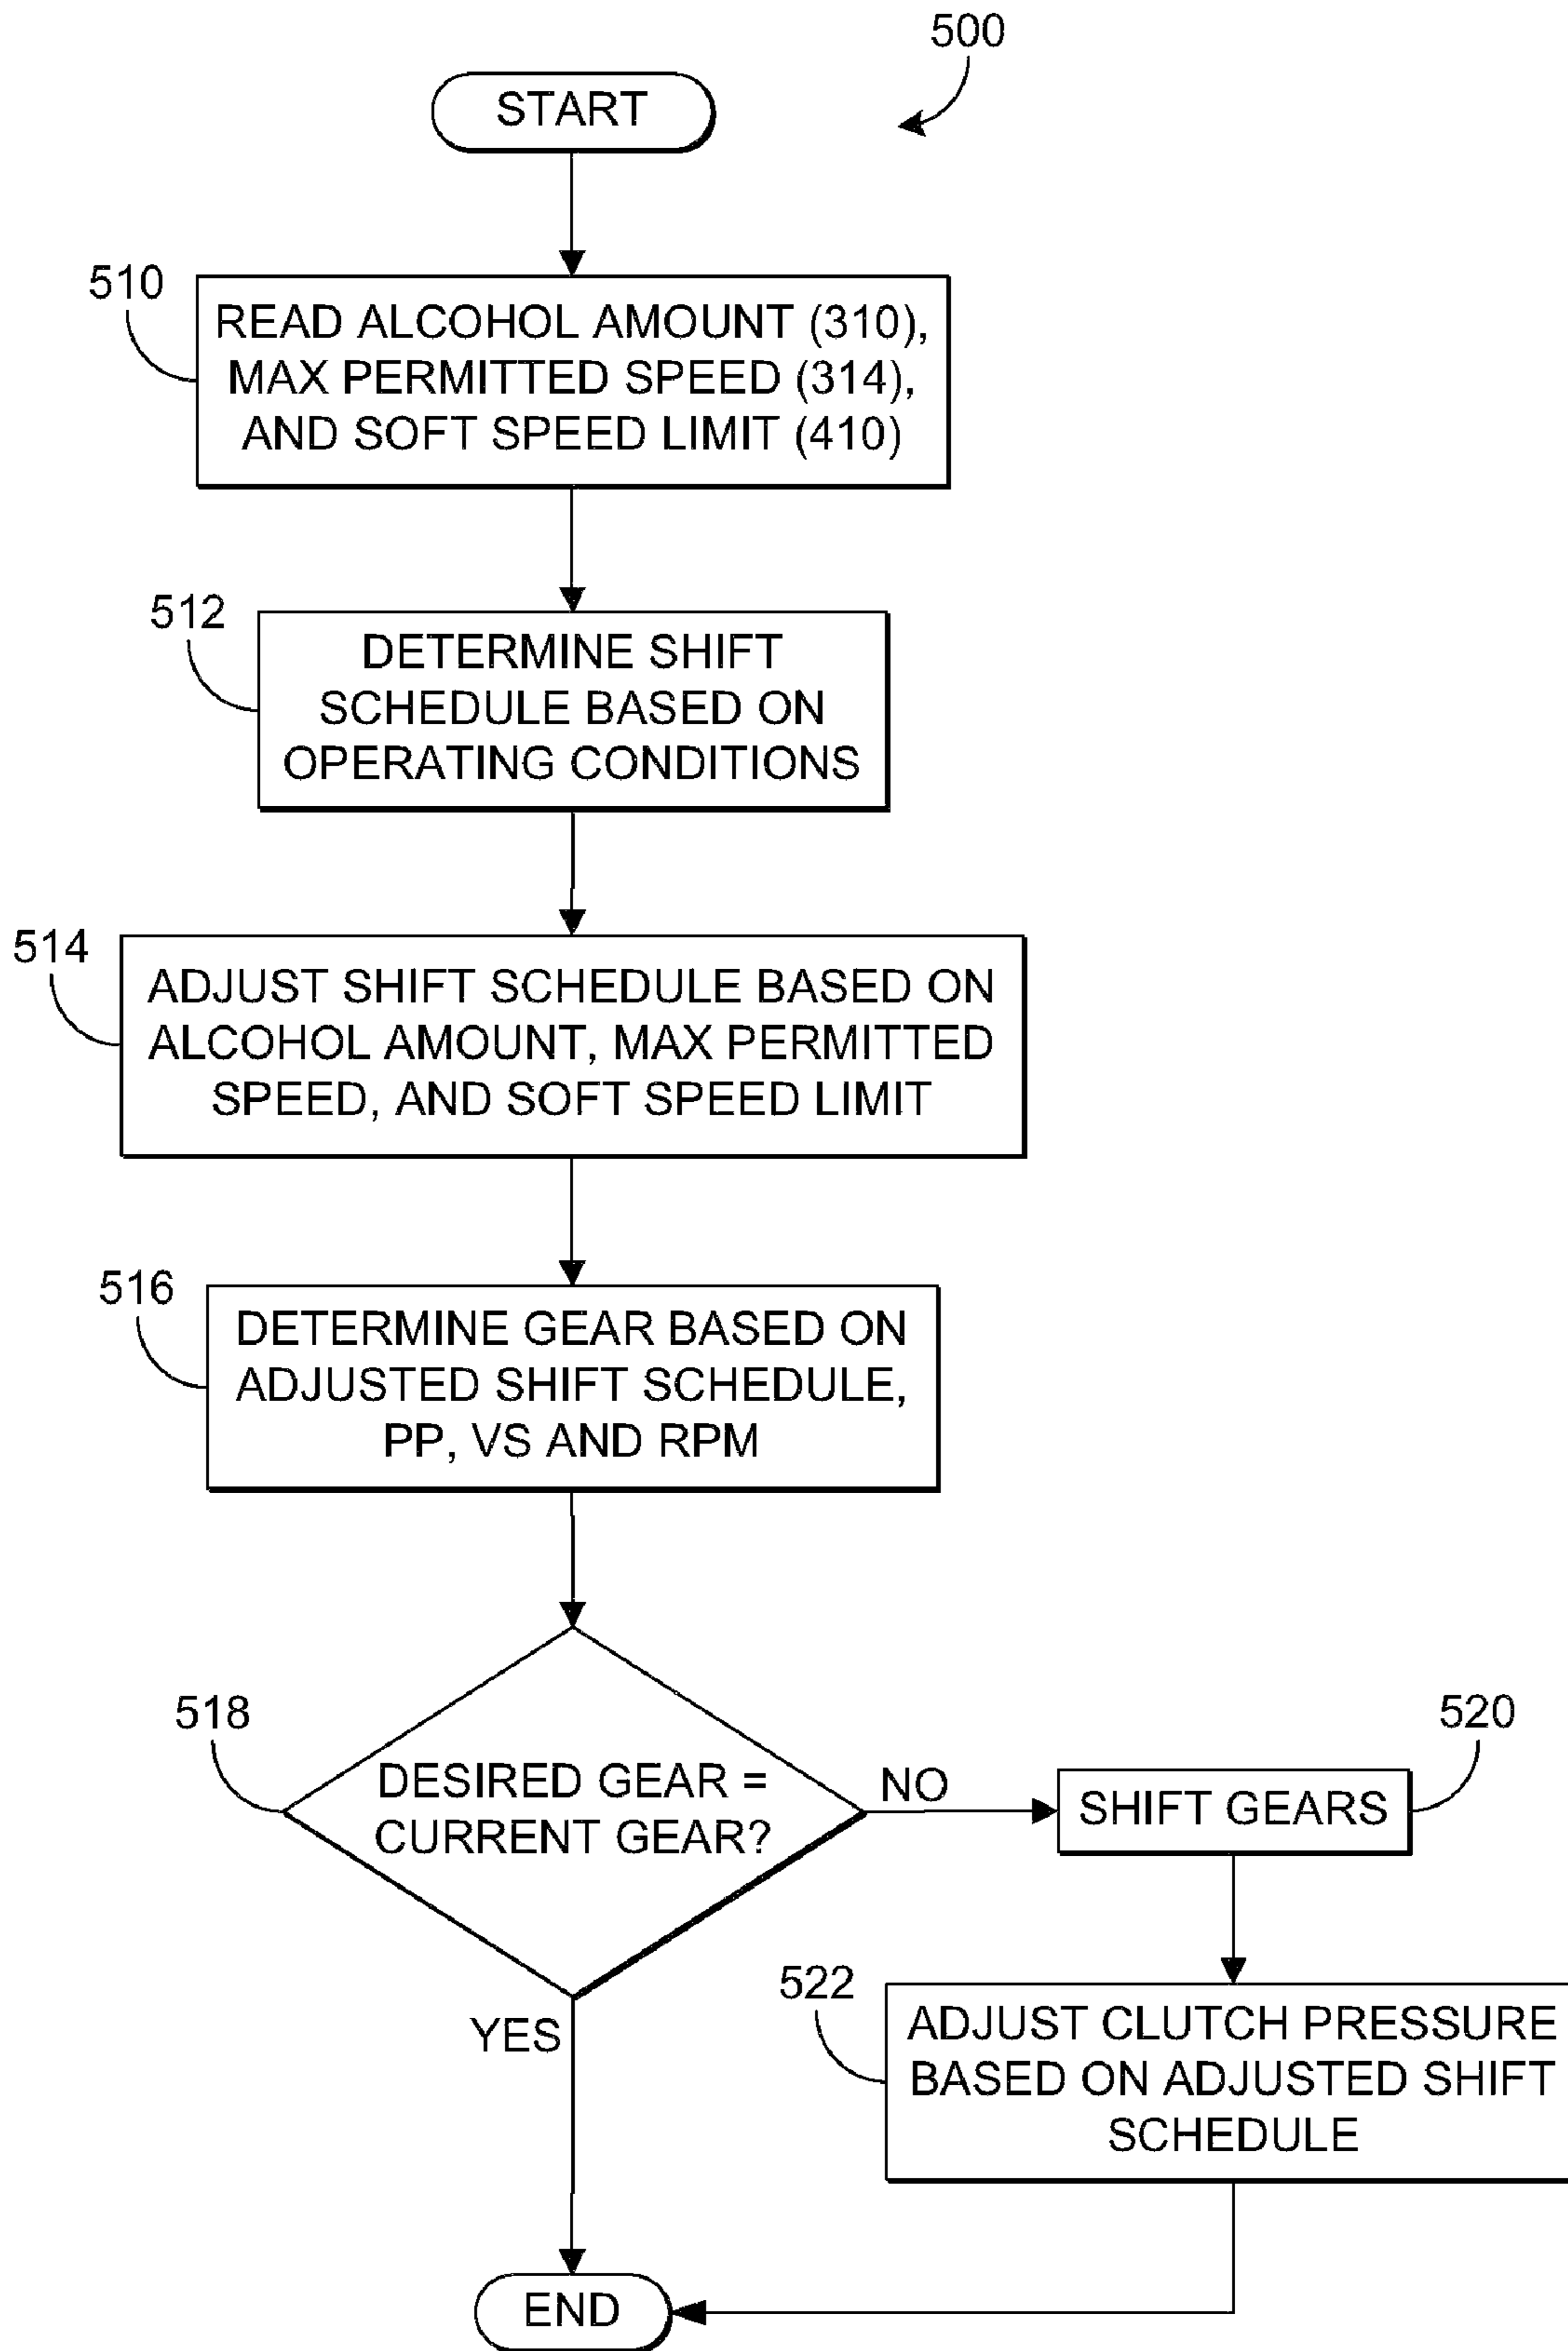 500
START
510
READ ALCOHOL AMOUNT (310),
MAX PERMITTED SPEED (314),
AND SOFT SPEED LIMIT (410)
512
DETERMINE SHIFT
SCHEDULE BASED ON
OPERATING CONDITIONS
514
ADJUST SHIFT SCHEDULE BASED ON
ALCOHOL AMOUNT, MAX PERMITTED
SPEED, AND SOFT SPEED LIMIT
516
DETERMINE GEAR BASED ON
ADJUSTED SHIFT SCHEDULE,
PP, VS AND RPM
518
DESIRED GEAR =
CURRENT GEAR?
NO
520
SHIFT GEARS
YES
522
ADJUST CLUTCH PRESSURE
BASED ON ADJUSTED SHIFT
SCHEDULE
END